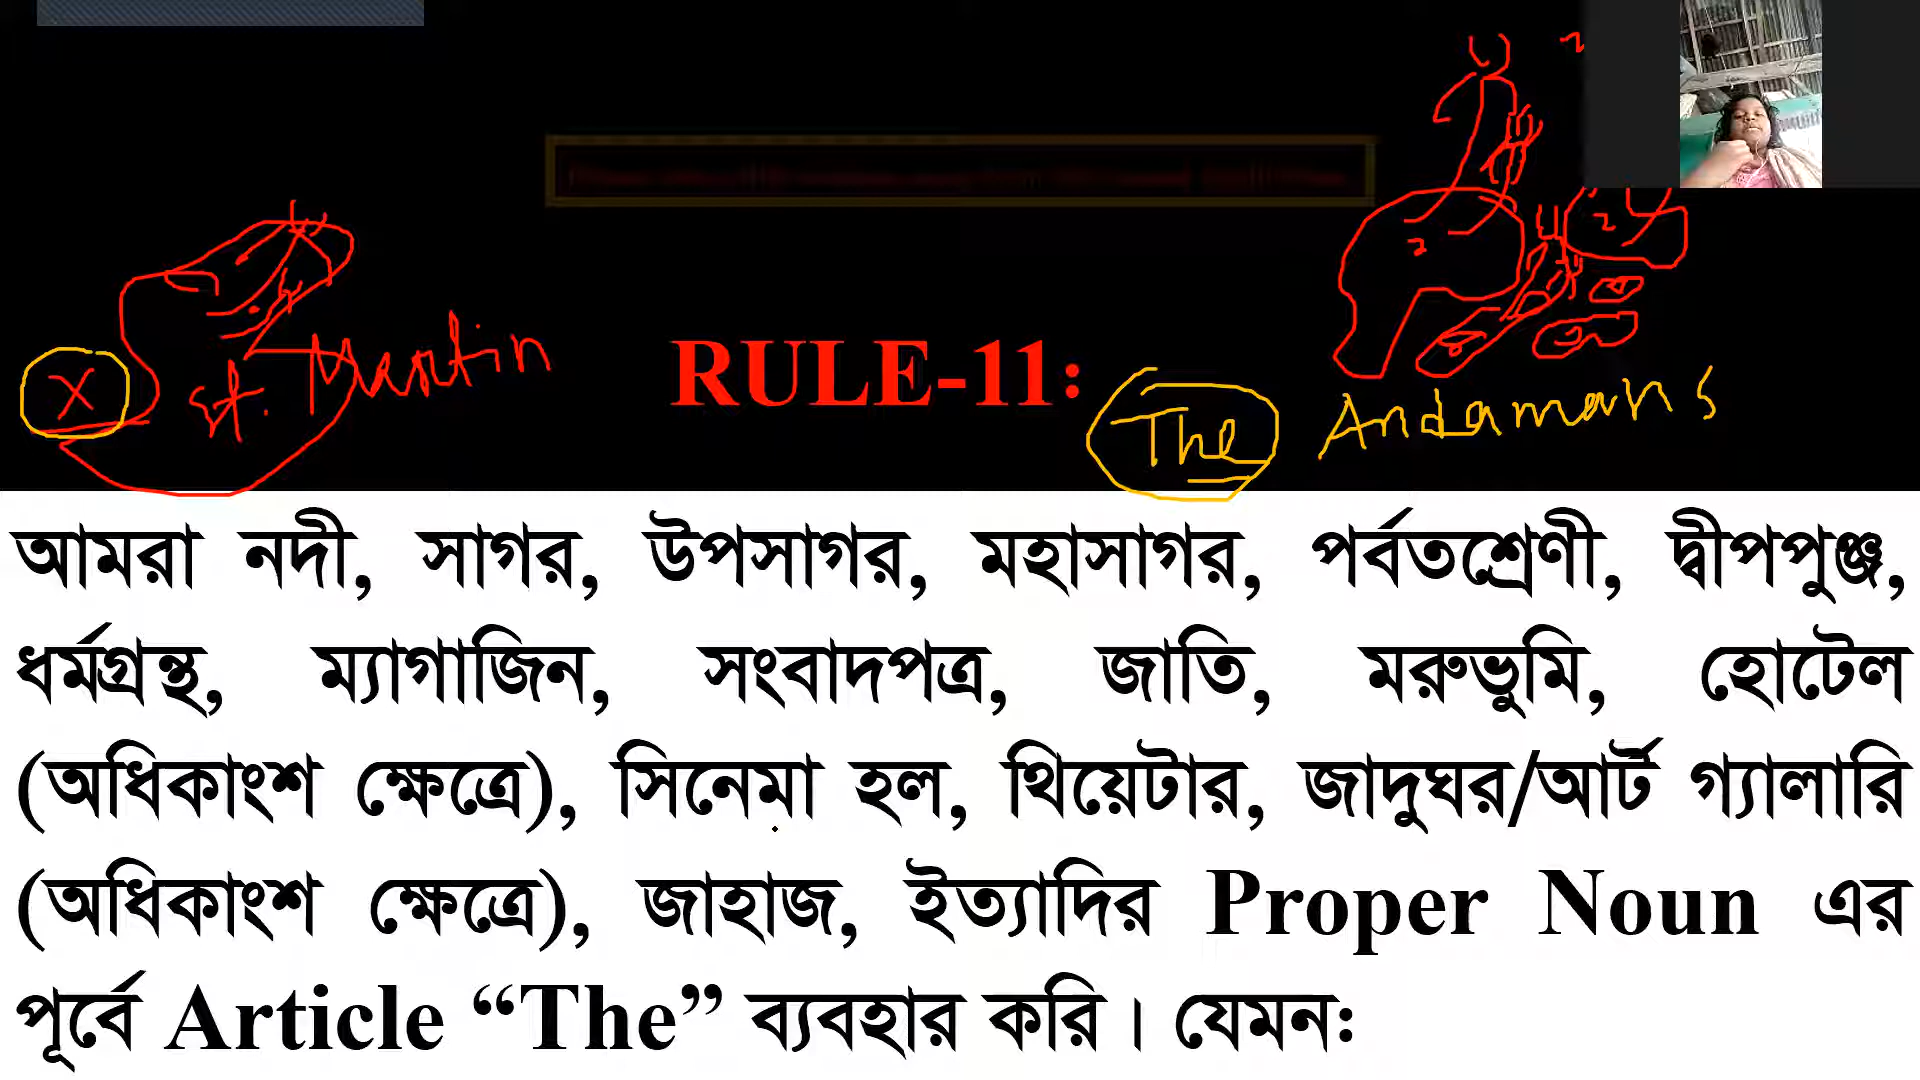 X St. Martin
RULE-11:
The Andamans
আমরা নদী, সাগর, উপসাগর, মহাসাগর, পর্বতশ্রেণী, দ্বীপপুঞ্জ,
ধর্মগ্রন্থ, ম্যাগাজিন, সংবাদপত্র, জাতি, মরুভুমি, হোটেল
(অধিকাংশ ক্ষেত্রে), সিনেমা হল, থিয়েটার, জাদুঘর/আর্ট গ্যালারি
(অধিকাংশ ক্ষেত্রে), জাহাজ, ইত্যাদির Proper Noun এর
পূর্বে Article “The” ব্যবহার করি। যেমনঃ